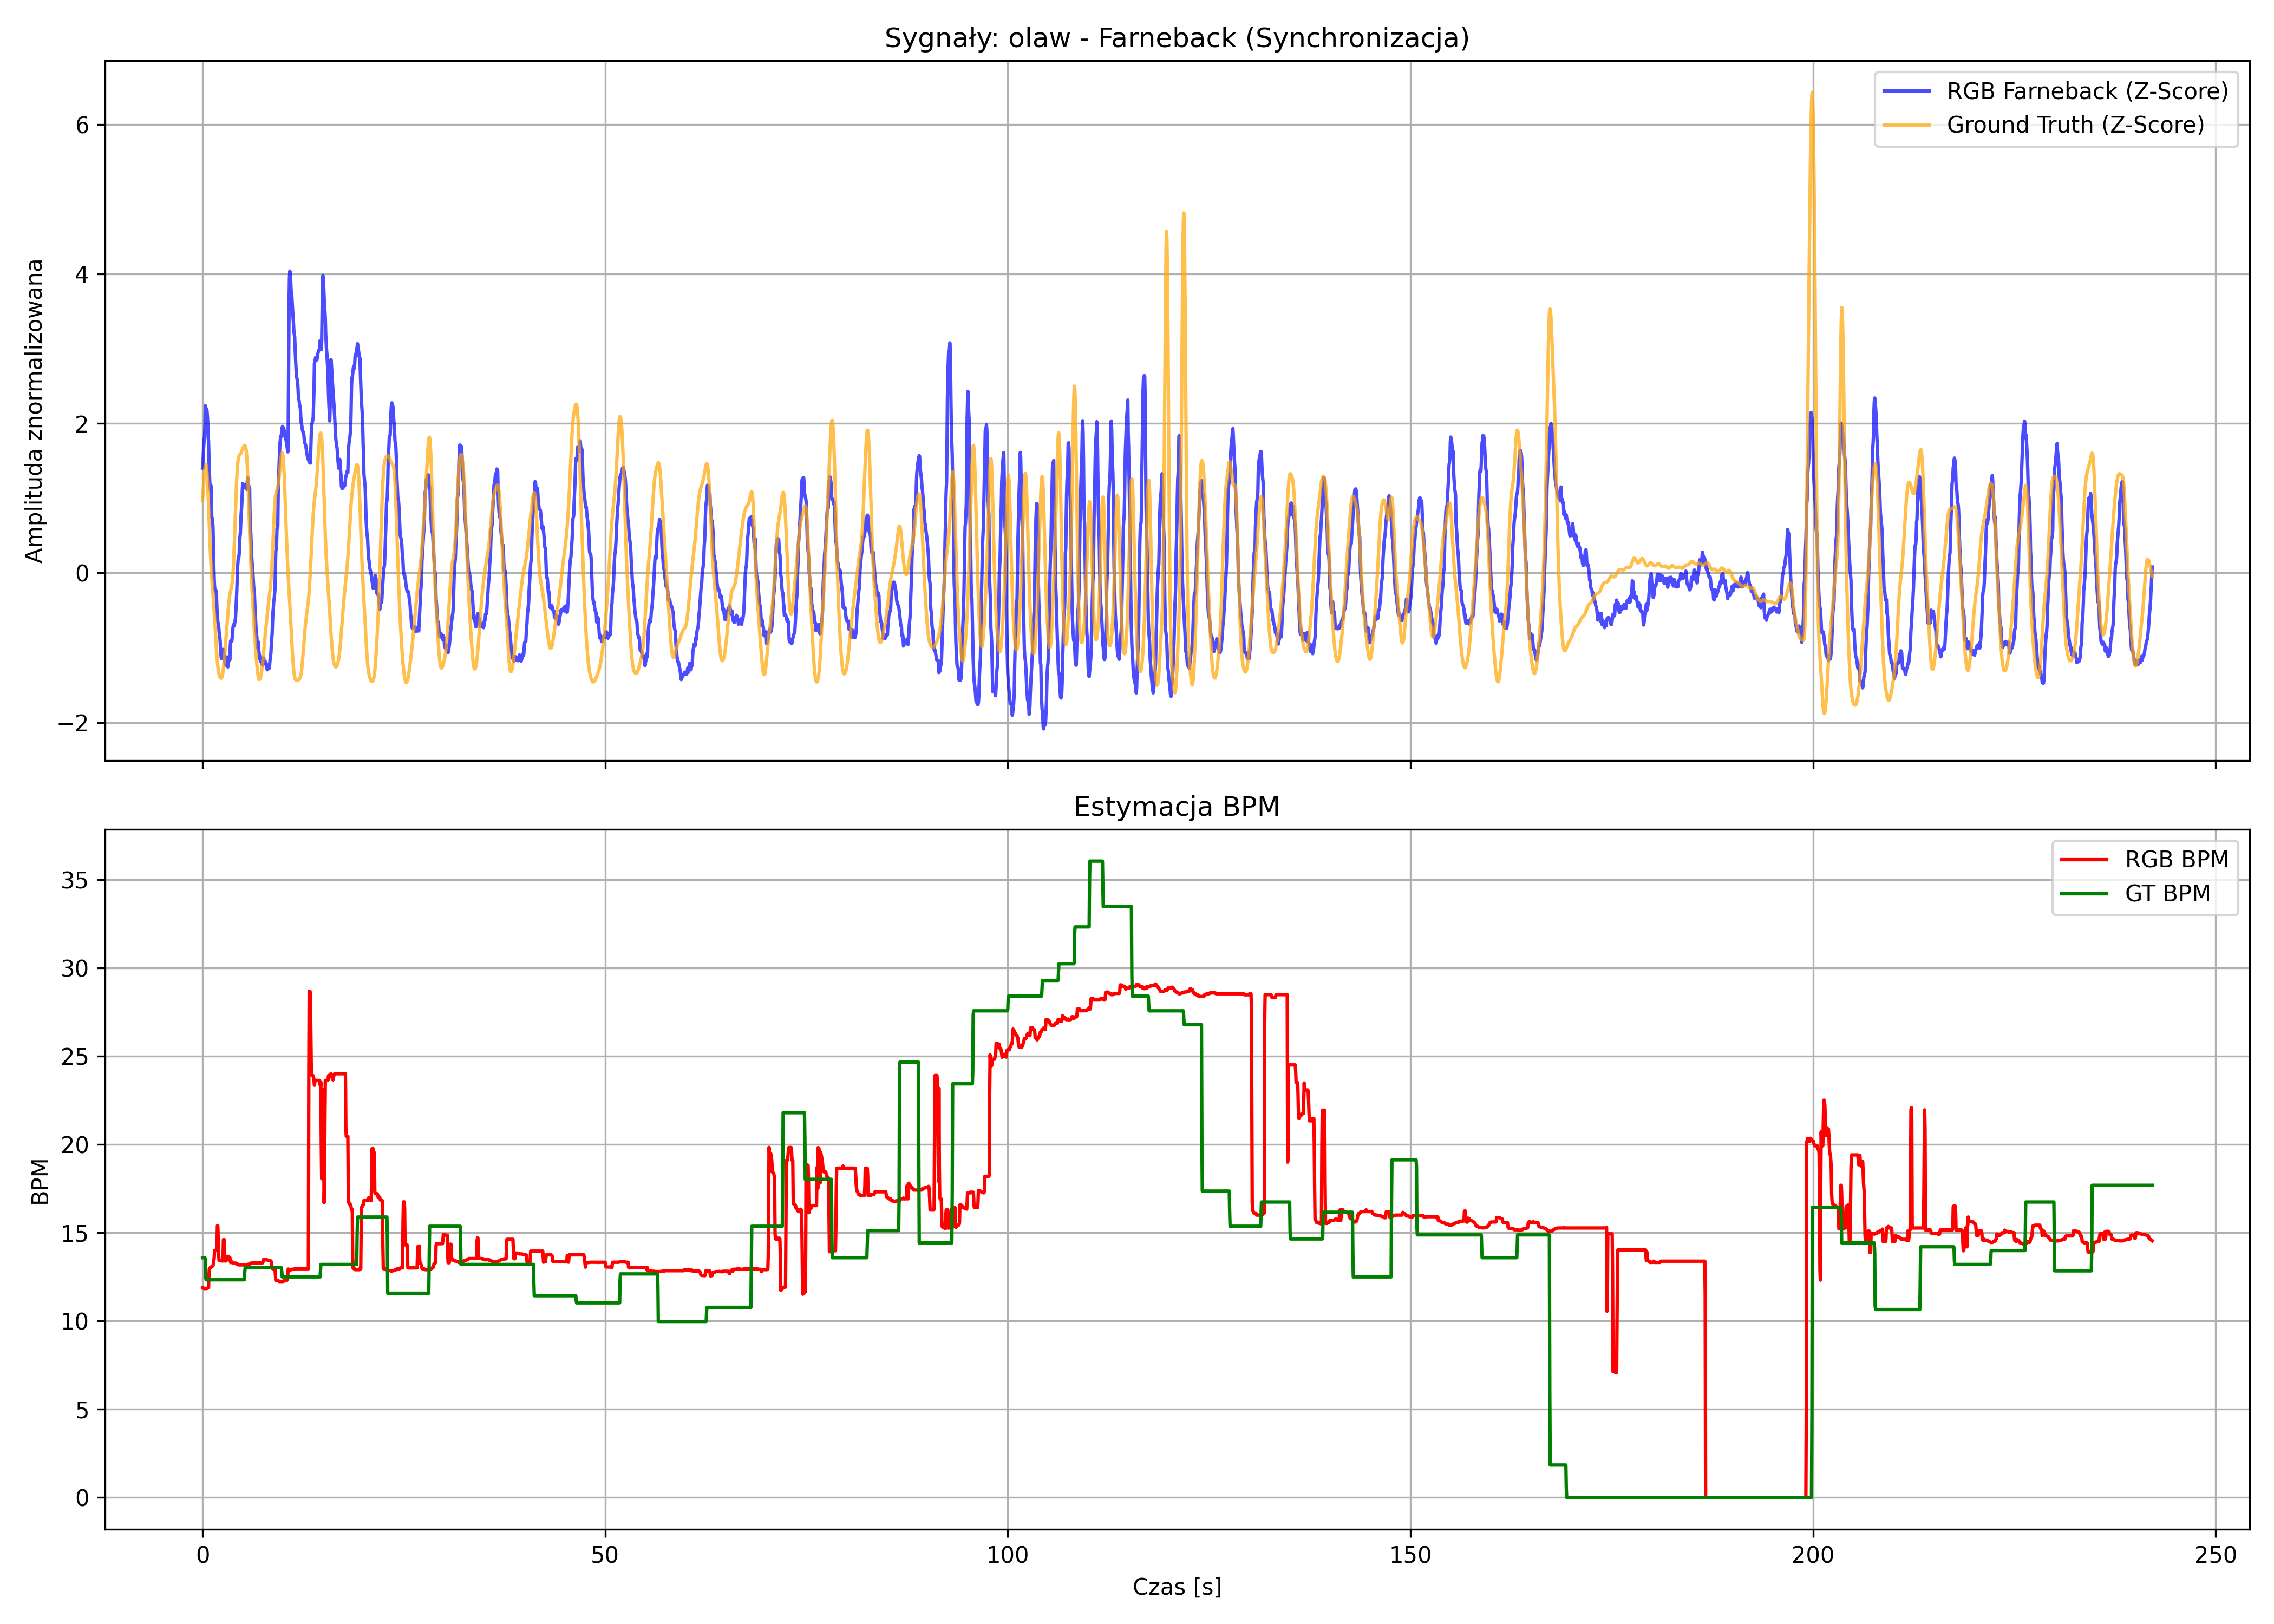 Sygnały: olaw - Farneback (Synchronizacja)
RGB Farneback (Z-Score)
Ground Truth (Z-Score)
Amplituda znormalizowana
6
4
2
0
−2
Estymacja BPM
RGB BPM
GT BPM
BPM
35
30
25
20
15
10
5
0
0
50
100
150
200
250
Czas [s]